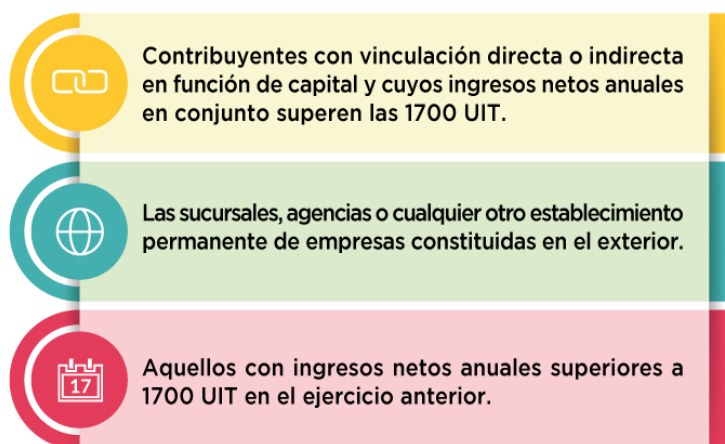 Contribuyentes con vinculación directa o indirecta
en función de capital y cuyos ingresos netos anuales
en conjunto superen las 1700 UIT.
Las sucursales, agencias o cualquier otro establecimiento
permanente de empresas constituidas en el exterior.
17
Aquellos con ingresos netos anuales superiores a
1700 UIT en el ejercicio anterior.